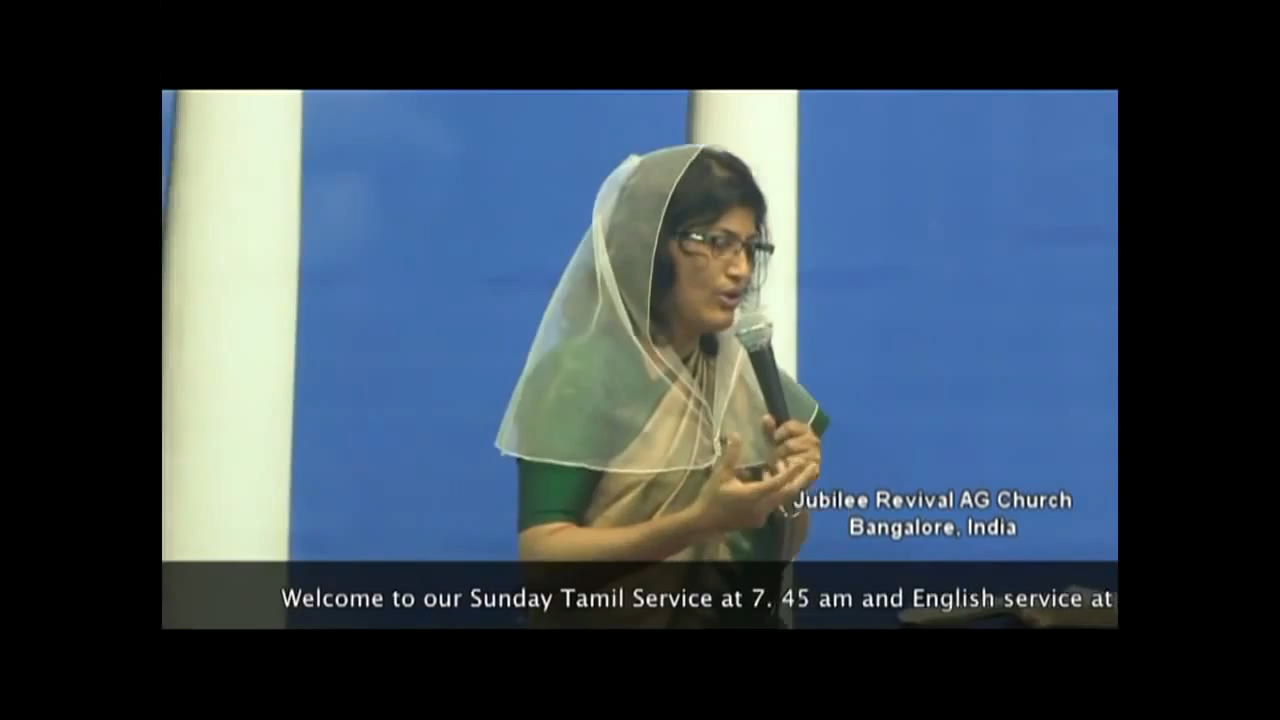 Jubilee Revival AG Church
Bangalore, India
Welcome to our Sunday Tamil Service at 7. 45 am and English service at